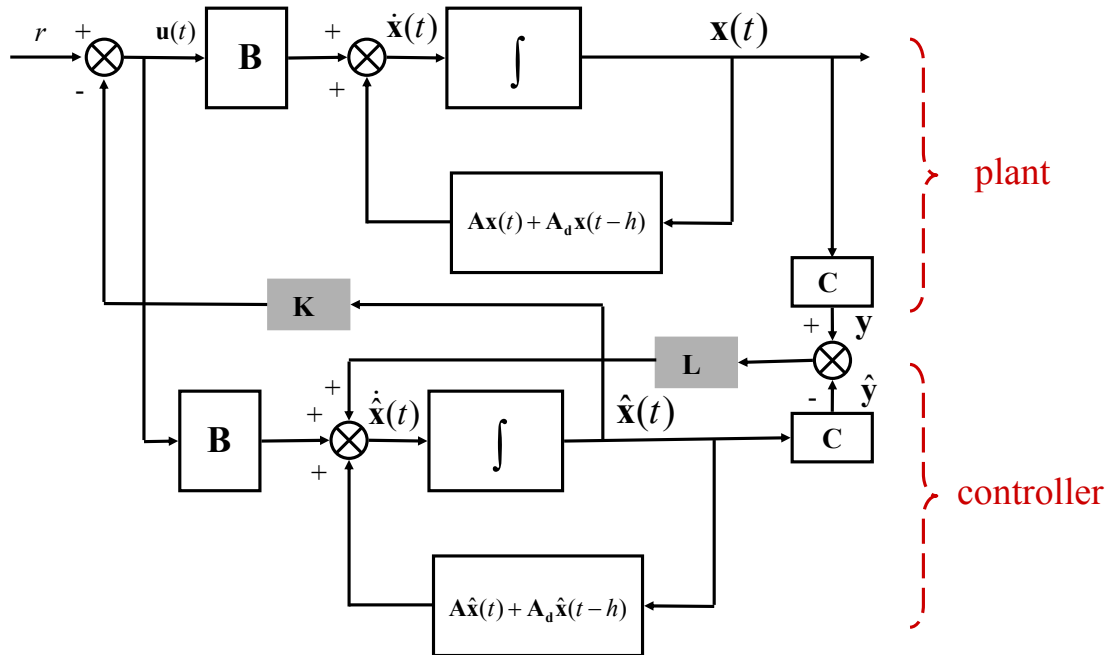 r
+
-
u(t)
B
+
+
ẋ(t)
∫
x(t)
Ax(t) + A_d x(t − h)
plant
C
K
+
y
L
-
ŷ
+
+
+
B
x̂̇(t)
∫
x̂(t)
C
controller
Ax̂(t) + A_d x̂(t − h)